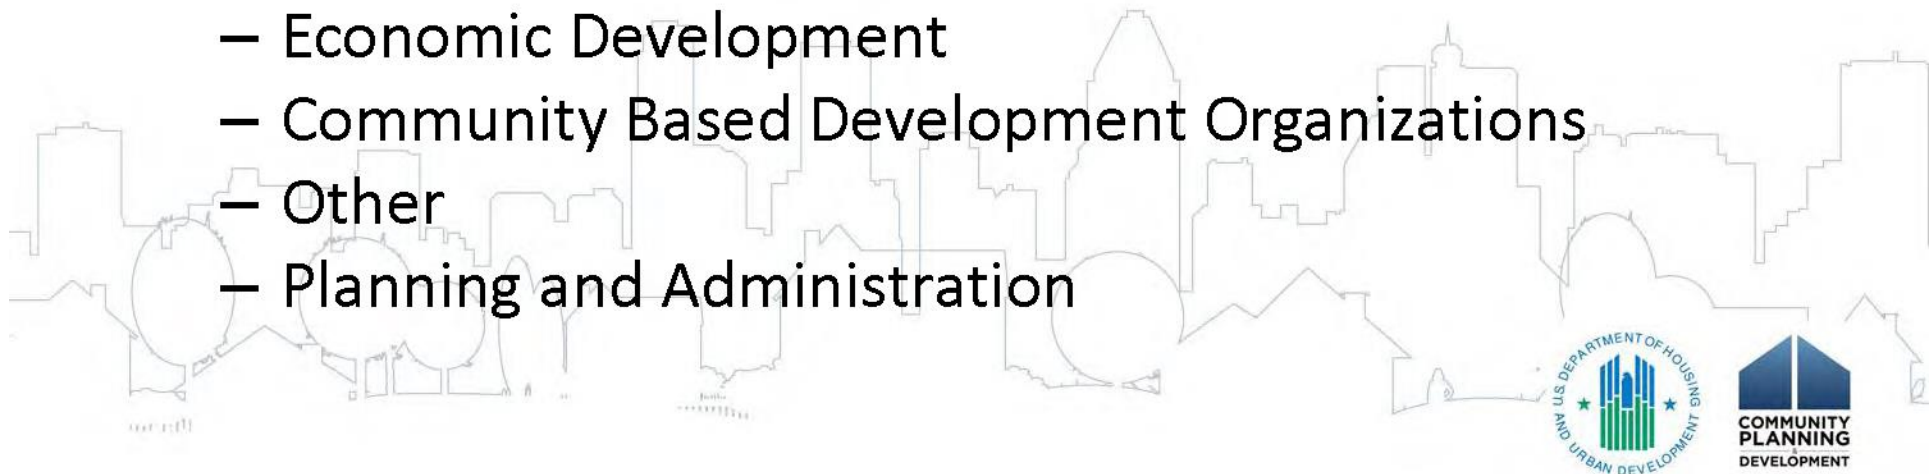 – Economic Development
– Community Based Development Organizations
– Other
– Planning and Administration
U.S. DEPARTMENT OF HOUSING
AND URBAN DEVELOPMENT
COMMUNITY
PLANNING
&
DEVELOPMENT